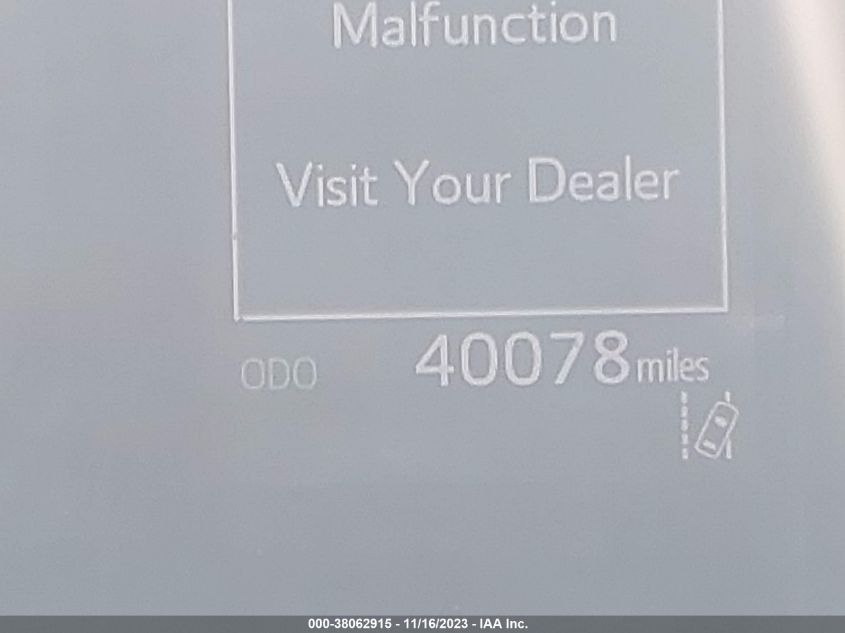 Malfunction
Visit Your Dealer
ODO 40078 miles
000-38062915 - 11/16/2023 - IAA Inc.